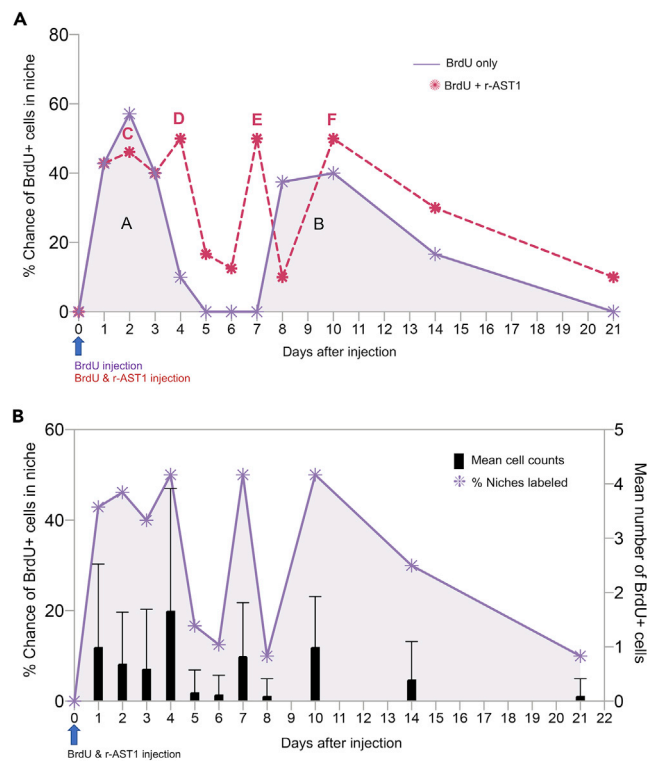 A
80
60
40
20
0
% Chance of BrdU+ cells in niche
BrdU only
BrdU + r-AST1
C
D
E
F
A
B
0 1 2 3 4 5 6 7 8 9 10 11 12 13 14 15 16 17 18 19 20 21
Days after injection
BrdU injection
BrdU & r-AST1 injection
B
60
40
20
0
% Chance of BrdU+ cells in niche
Mean cell counts
% Niches labeled
5
4
3
2
1
0
Mean number of BrdU+ cells
0 1 2 3 4 5 6 7 8 9 10 11 12 13 14 15 16 17 18 19 20 21 22
Days after injection
BrdU & r-AST1 injection